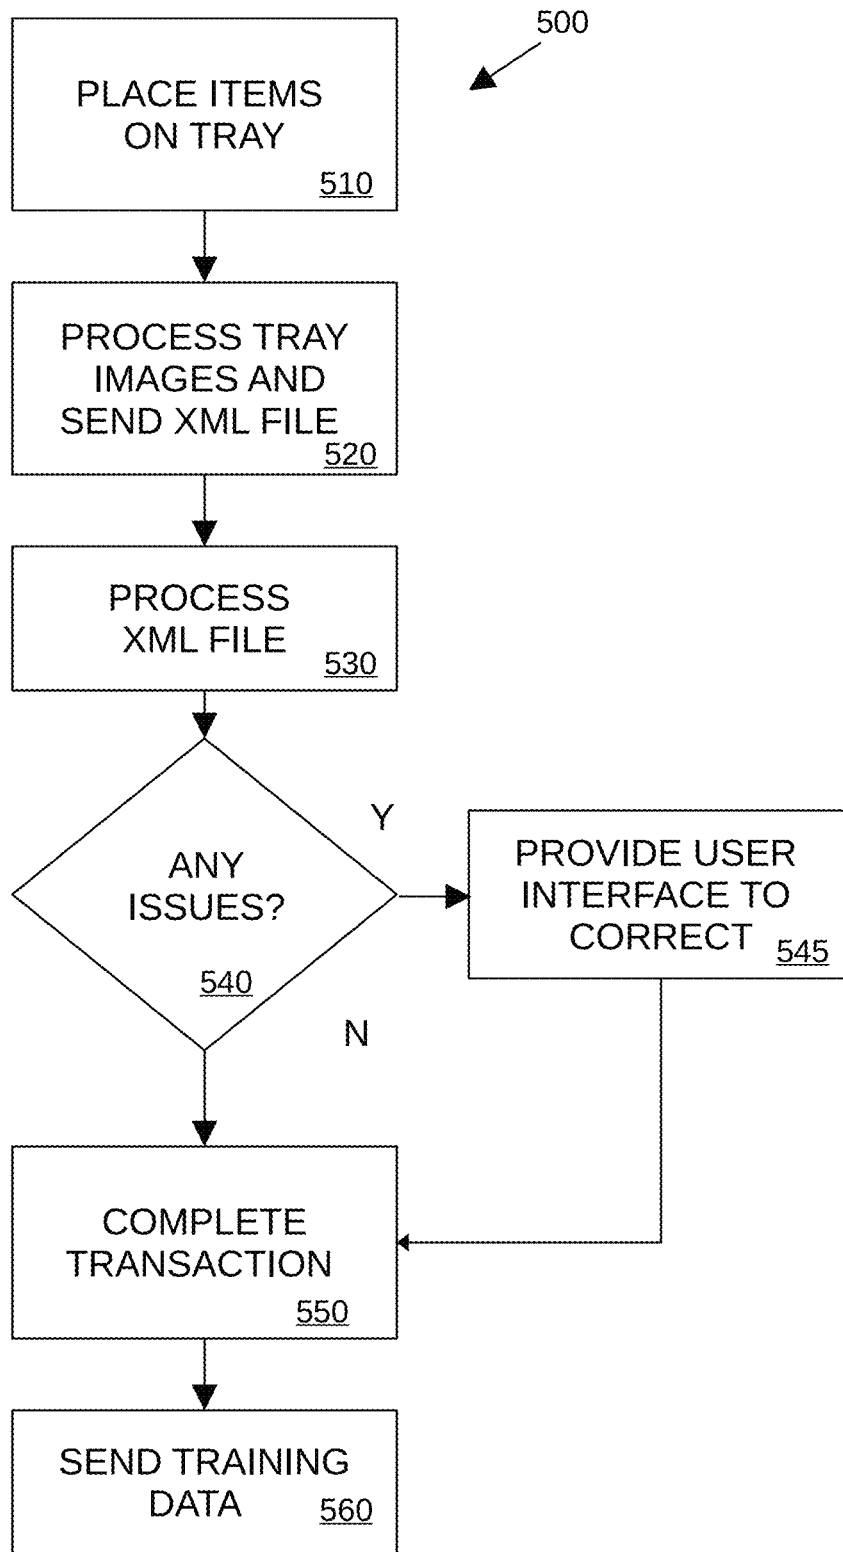 500
PLACE ITEMS
ON TRAY
510
PROCESS TRAY
IMAGES AND
SEND XML FILE
520
PROCESS
XML FILE
530
ANY
ISSUES?
540
Y
N
PROVIDE USER
INTERFACE TO
CORRECT
545
COMPLETE
TRANSACTION
550
SEND TRAINING
DATA
560